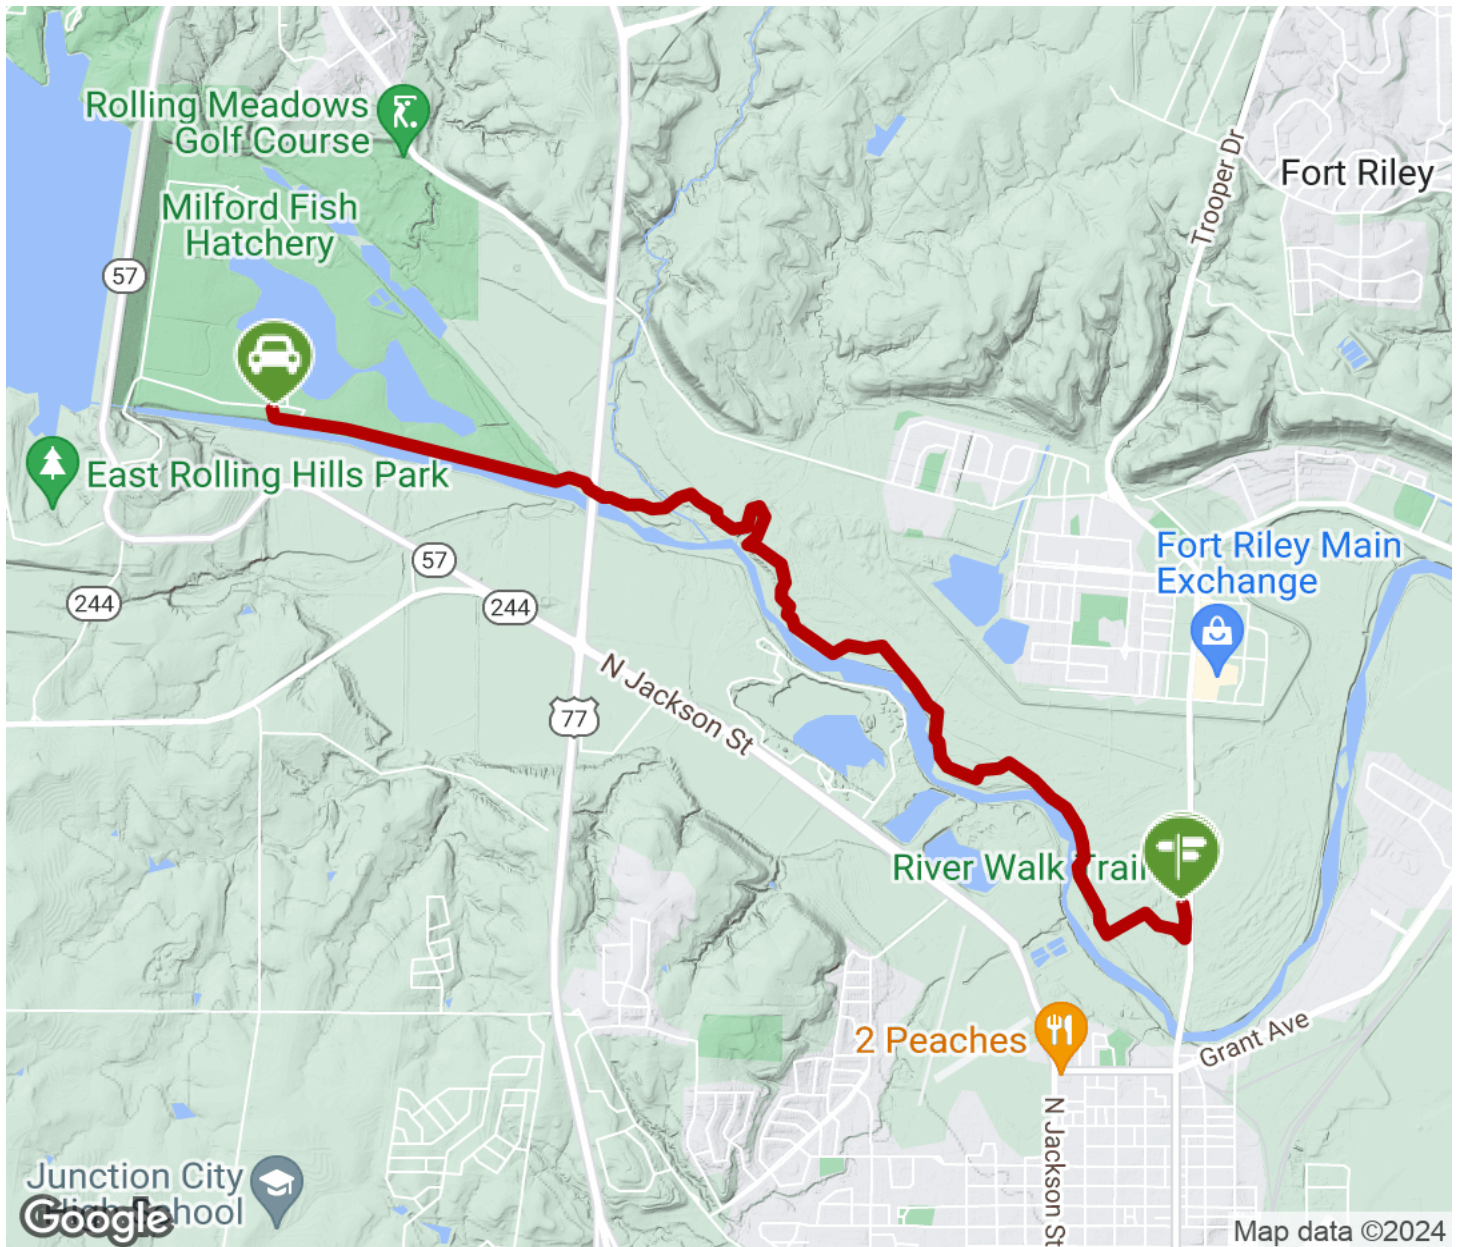 Rolling Meadows
Golf Course
Milford Fish
Hatchery
57
Trooper Dr
Fort Riley
East Rolling Hills Park
57
244
244
Fort Riley Main
Exchange
N Jackson St
77
River Walk Trail
2 Peaches
Grant Ave
N Jackson St
Junction City
High School
Google
Map data ©2024